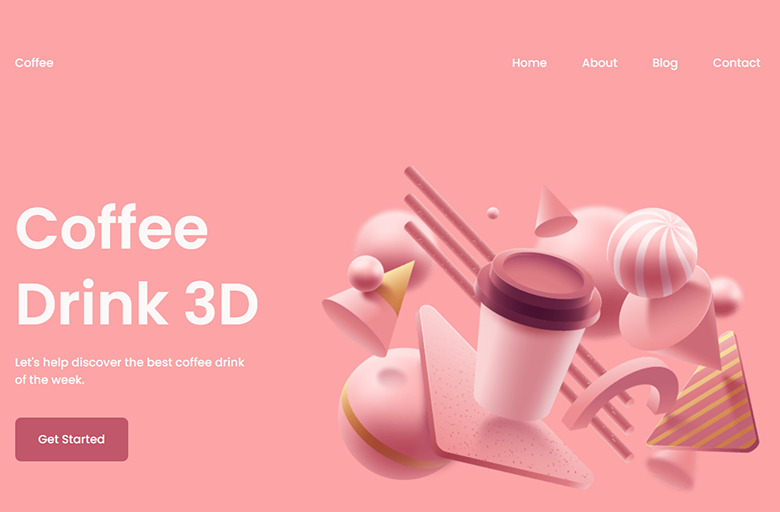 Coffee
Home About Blog Contact
Coffee
Drink 3D
Let's help discover the best coffee drink
of the week.
Get Started